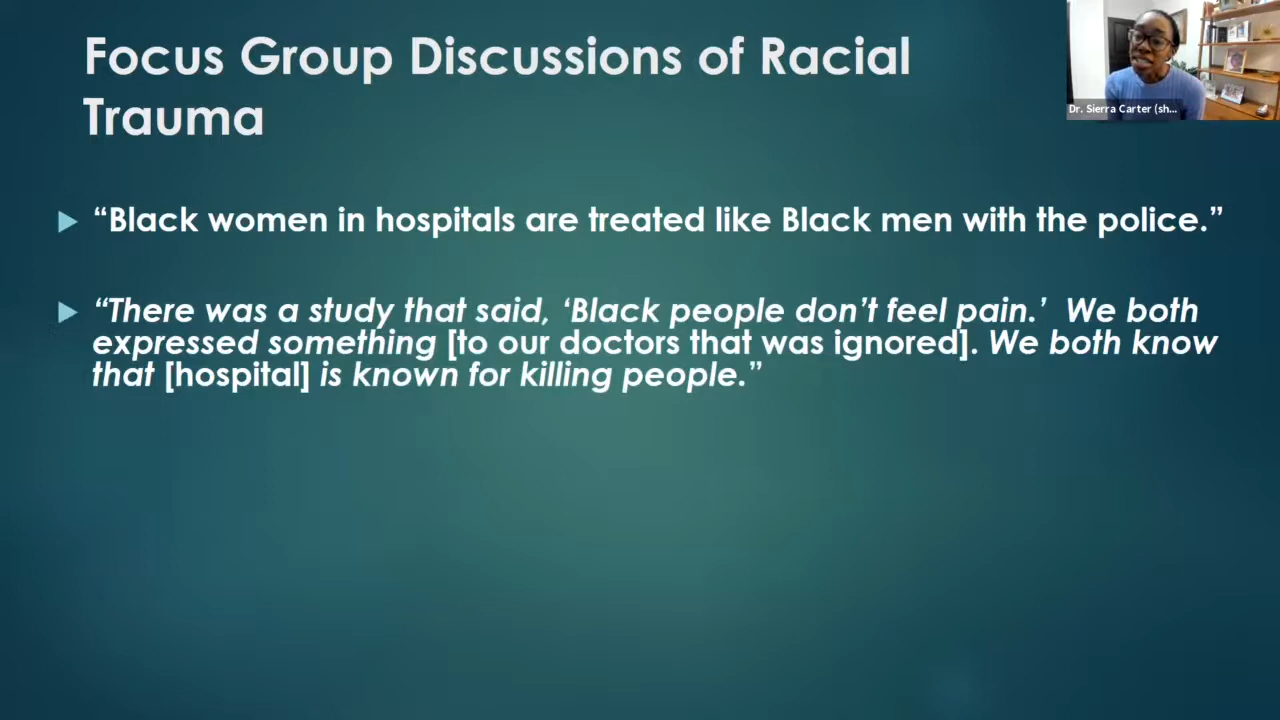 Focus Group Discussions of Racial
Trauma
Dr. Sierra Carter (sh...
“Black women in hospitals are treated like Black men with the police.”
“There was a study that said, ‘Black people don’t feel pain.’ We both
expressed something [to our doctors that was ignored]. We both know
that [hospital] is known for killing people.”